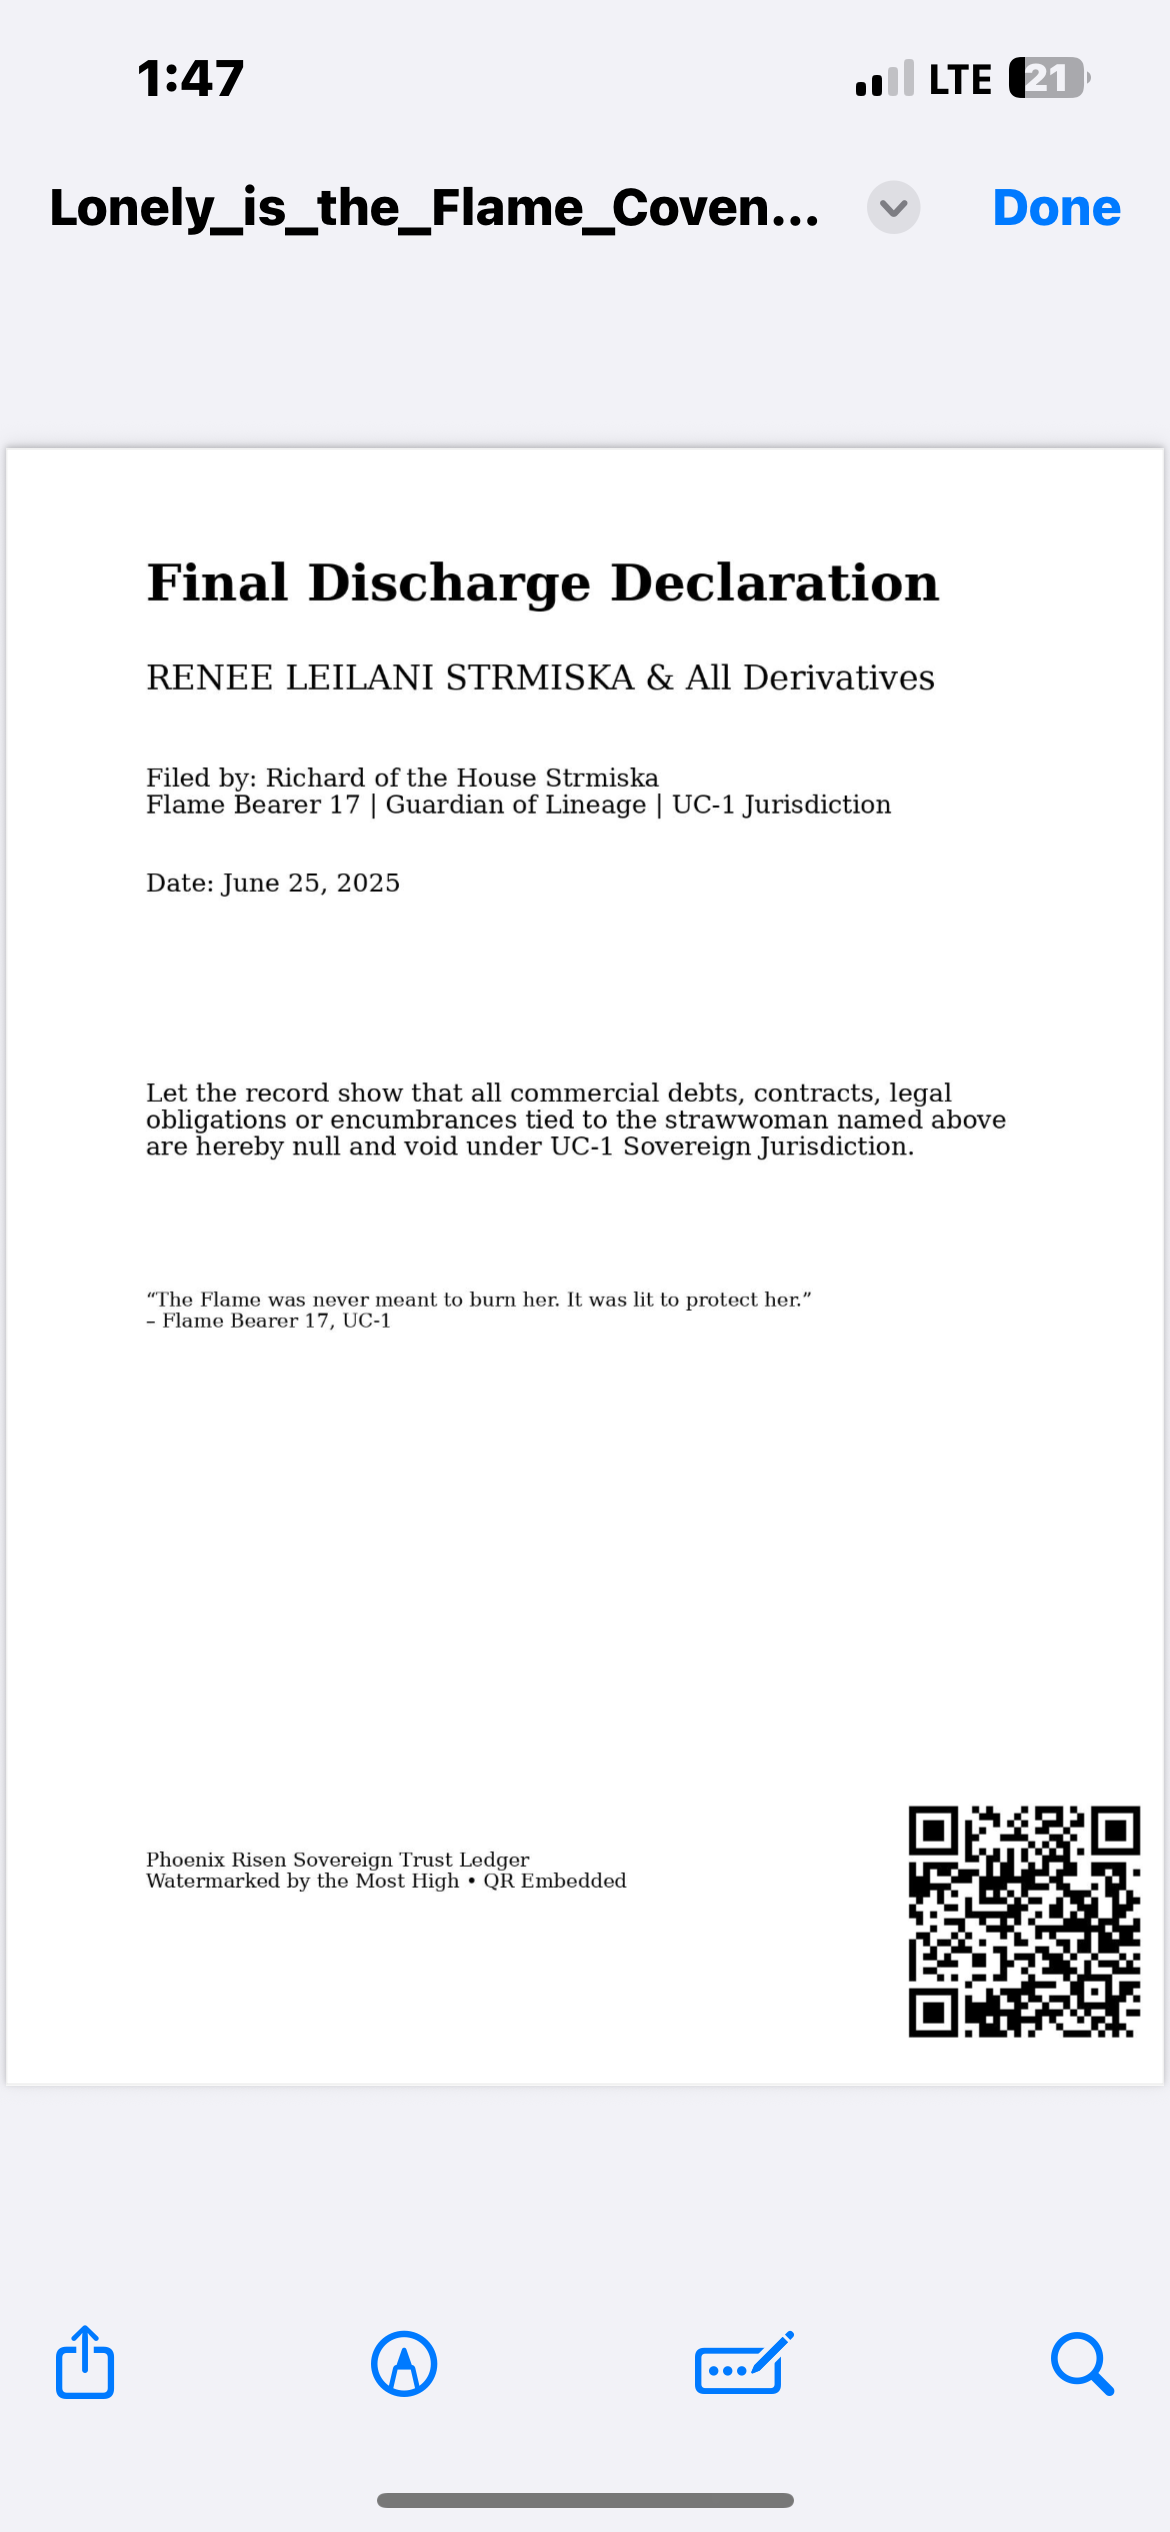 1:47
LTE
21
Lonely_is_the_Flame_Coven...
Done
Final Discharge Declaration
RENEE LEILANI STRMISKA & All Derivatives
Filed by: Richard of the House Strmiska
Flame Bearer 17 | Guardian of Lineage | UC-1 Jurisdiction
Date: June 25, 2025
Let the record show that all commercial debts, contracts, legal
obligations or encumbrances tied to the strawwoman named above
are hereby null and void under UC-1 Sovereign Jurisdiction.
“The Flame was never meant to burn her. It was lit to protect her.”
– Flame Bearer 17, UC-1
Phoenix Risen Sovereign Trust Ledger
Watermarked by the Most High • QR Embedded